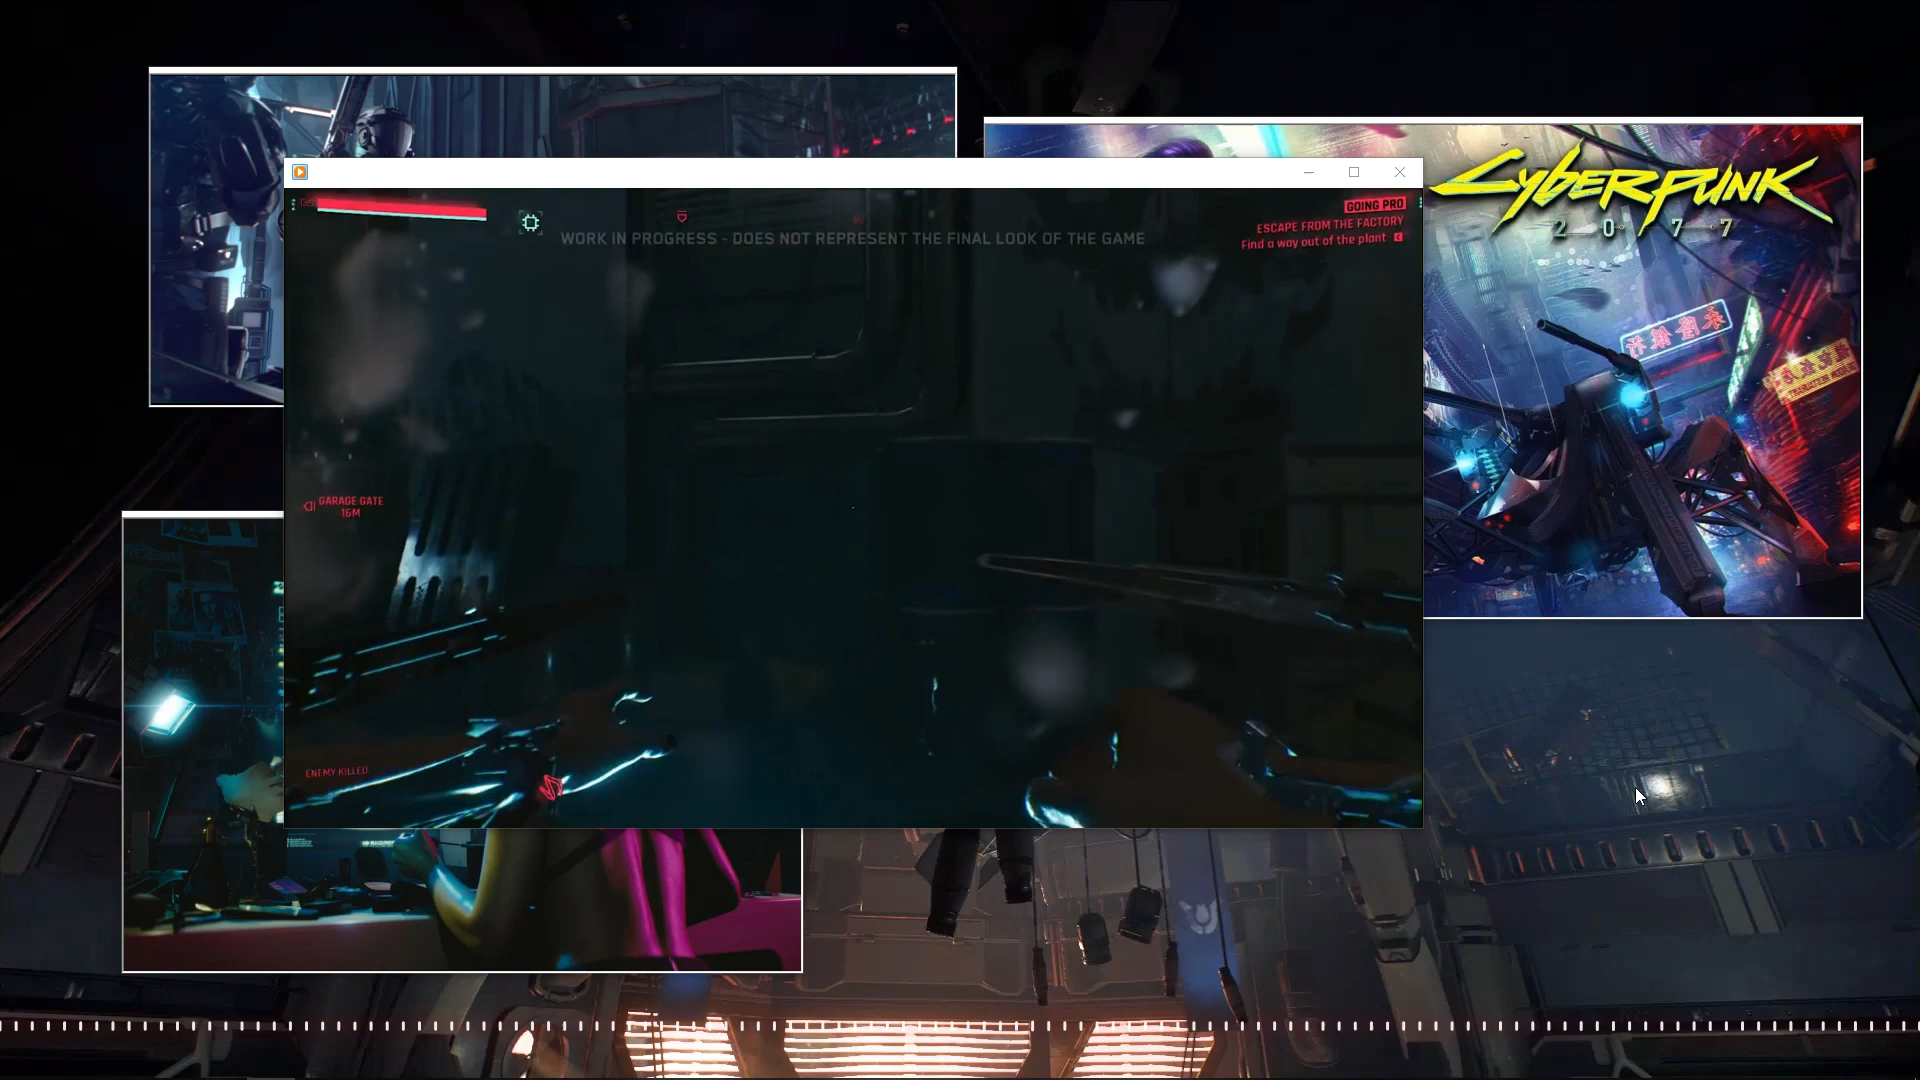 CYBERPUNK
2077
GOING PRO
ESCAPE FROM THE FACTORY
Find a way out of the plant
WORK IN PROGRESS - DOES NOT REPRESENT THE FINAL LOOK OF THE GAME
GARAGE GATE
16M
ENEMY KILLED.